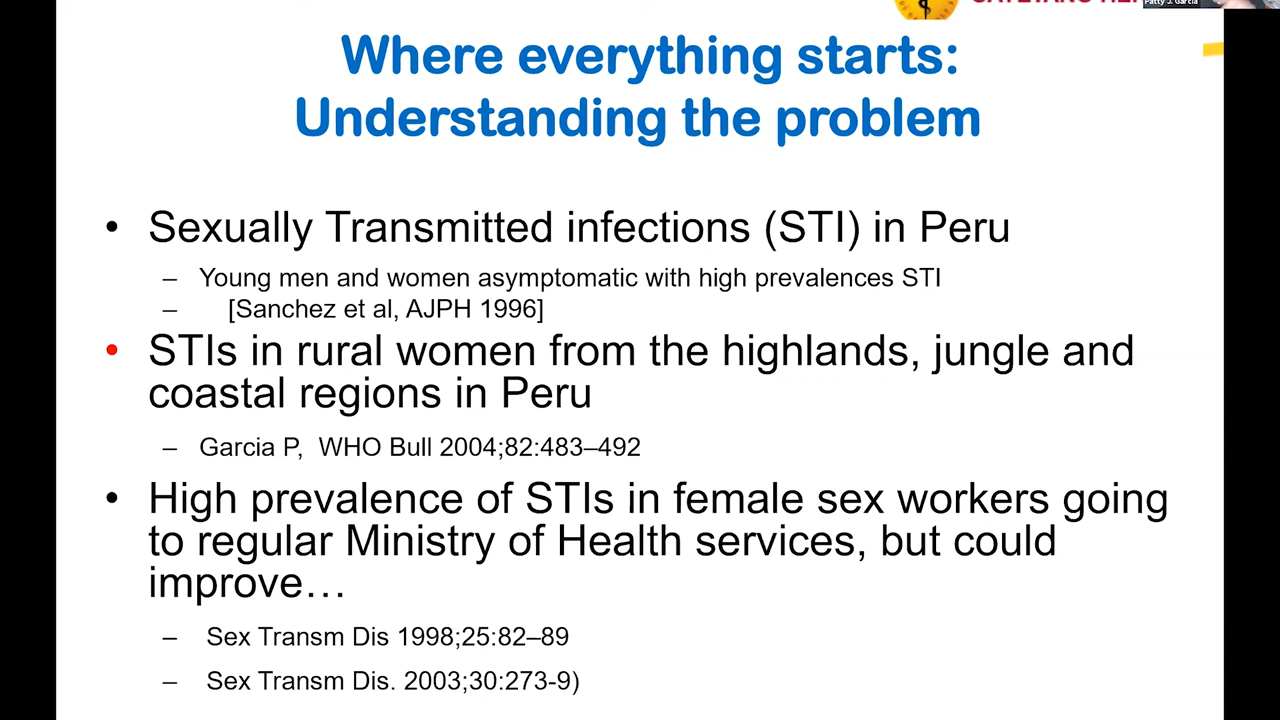 Patty J. Garcia
Where everything starts:
Understanding the problem
• Sexually Transmitted infections (STI) in Peru
– Young men and women asymptomatic with high prevalences STI
– [Sanchez et al, AJPH 1996]
• STIs in rural women from the highlands, jungle and
coastal regions in Peru
– Garcia P, WHO Bull 2004;82:483–492
• High prevalence of STIs in female sex workers going
to regular Ministry of Health services, but could
improve…
– Sex Transm Dis 1998;25:82–89
– Sex Transm Dis. 2003;30:273-9)